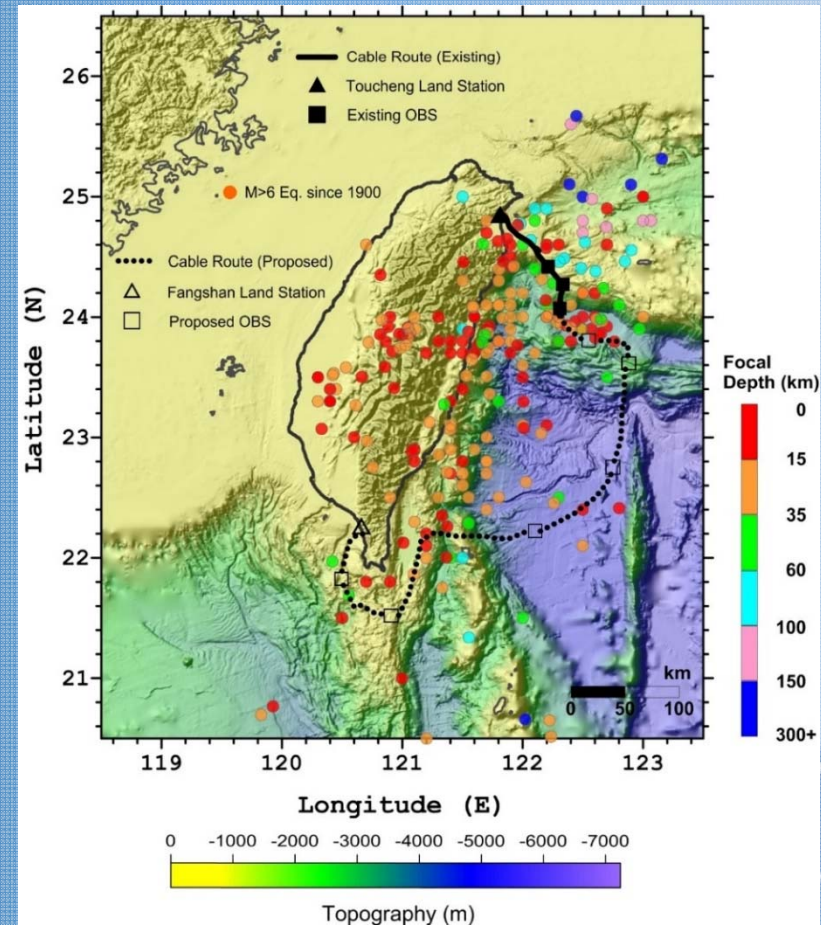 Cable Route (Existing)
Toucheng Land Station
Existing OBS
M>6 Eq. since 1900
Cable Route (Proposed)
Fangshan Land Station
Proposed OBS
26
25
24
23
22
21
Latitude (N)
119 120 121 122 123
Longitude (E)
km
0 50 100
Focal
Depth (km)
0
15
35
60
100
150
300+
0 -1000 -2000 -3000 -4000 -5000 -6000 -7000
Topography (m)